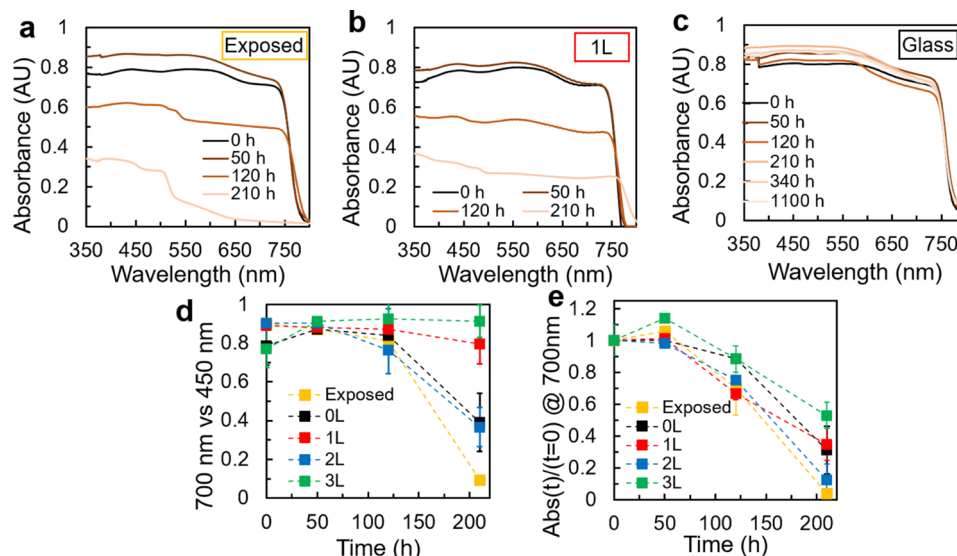 a
Exposed
Absorbance (AU)
1
0.8
0.6
0.4
0.2
0
0 h
50 h
120 h
210 h
350 450 550 650 750
Wavelength (nm)
b
1L
Absorbance (AU)
1
0.8
0.6
0.4
0.2
0
0 h 50 h
120 h 210 h
350 450 550 650 750
Wavelength (nm)
c
Glass
Absorbance (AU)
1
0.8
0.6
0.4
0.2
0
0 h
50 h
120 h
210 h
340 h
1100 h
350 450 550 650 750
Wavelength (nm)
d
700 nm vs 450 nm
1
0.8
0.6
0.4
0.2
0
Exposed
0L
1L
2L
3L
0 50 100 150 200
Time (h)
e
Abs(t)/(t=0) @ 700nm
1.2
1
0.8
0.6
0.4
0.2
0
Exposed
0L
1L
2L
3L
0 50 100 150 200
Time (h)